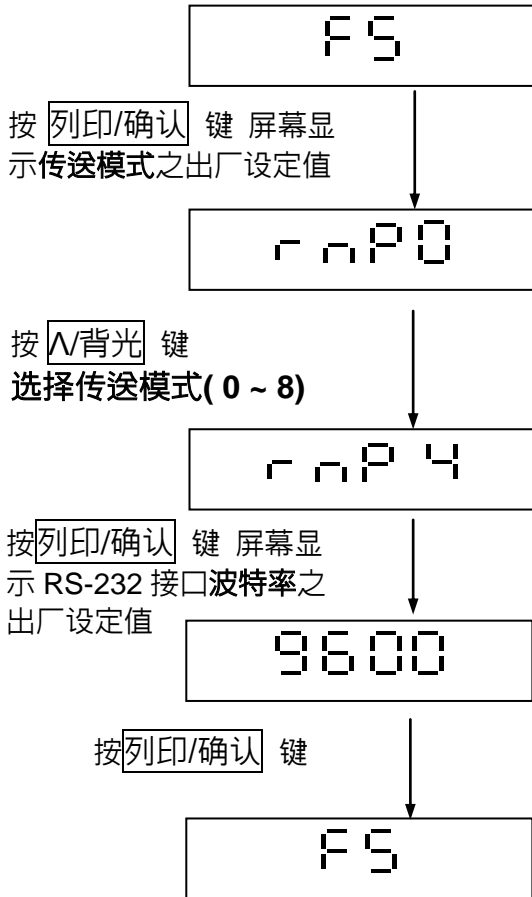 FS
按 列印/确认 键 屏幕显
示传送模式之出厂设定值
rnP0
按 Λ/背光 键
选择传送模式( 0 ~ 8)
rnP 4
按列印/确认 键 屏幕显
示 RS-232 接口波特率之
出厂设定值
9600
按列印/确认 键
FS